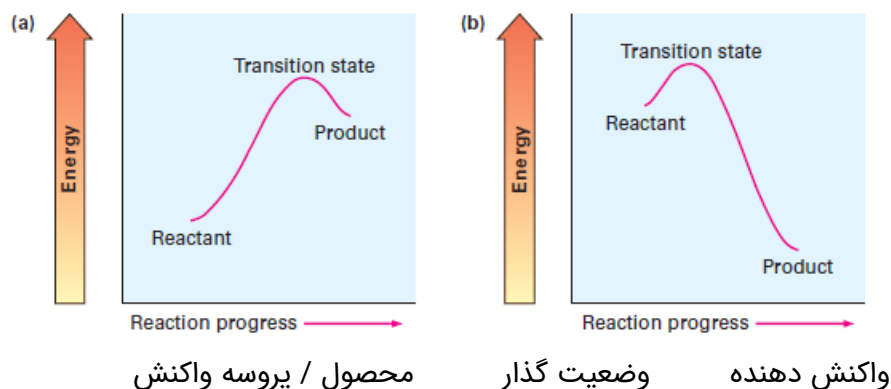 (a)
Energy
Transition state
Product
Reactant
Reaction progress
(b)
Energy
Transition state
Reactant
Product
Reaction progress
واکنش دهنده وضعیت گذار محصول / پروسه واکنش